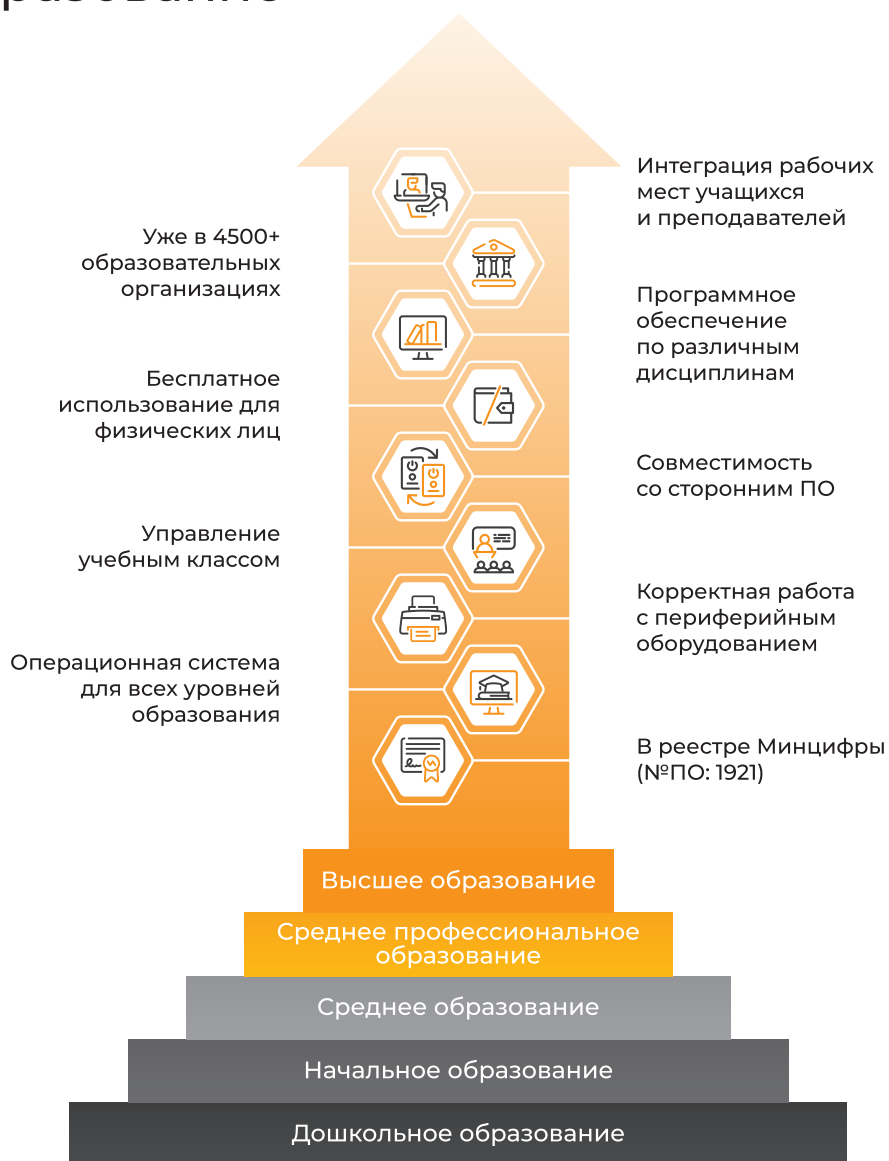 Интеграция рабочих
мест учащихся
и преподавателей
Уже в 4500+
образовательных
организациях
Программное
обеспечение
по различным
дисциплинам
Бесплатное
использование для
физических лиц
Совместимость
со сторонним ПО
Управление
учебным классом
Корректная работа
с периферийным
оборудованием
Операционная система
для всех уровней
образования
В реестре Минцифры
(№ПО: 1921)
Высшее образование
Среднее профессиональное
образование
Среднее образование
Начальное образование
Дошкольное образование